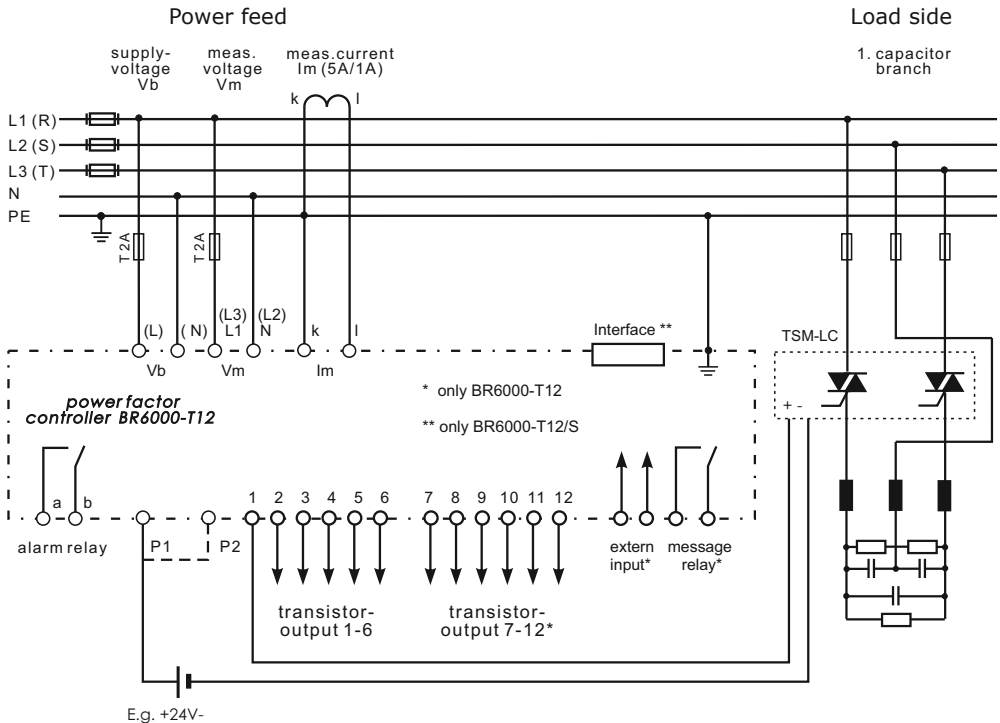 Power feed
Load side
supply-
voltage
Vb
meas.
voltage
Vm
meas.current
Im (5A/1A)
1. capacitor
branch
k
l
L1 (R)
L2 (S)
L3 (T)
N
PE
T2A
T2A
(L)
(N)
(L3)
L1
(L2)
N
k
l
Interface **
Vb
Vm
Im
TSM-LC
+ -
power factor
controller BR6000-T12
* only BR6000-T12
** only BR6000-T12/S
a
b
1
2
3
4
5
6
7
8
9
10
11
12
alarm relay
P1
P2
extern
input*
message
relay*
transistor-
output 1-6
transistor-
output 7-12*
E.g. +24V-